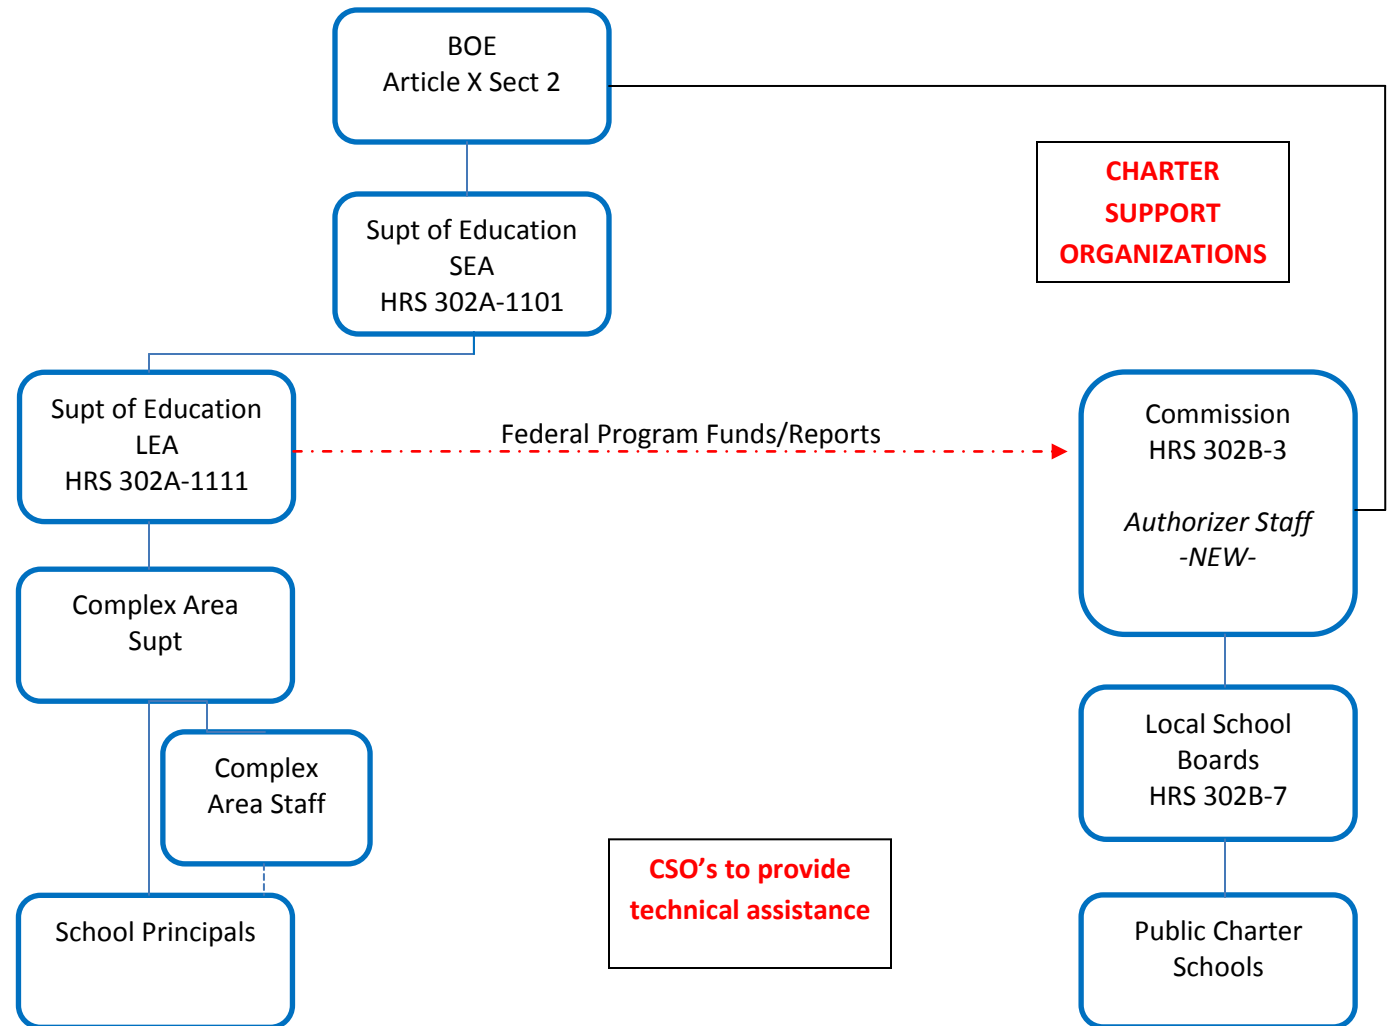 BOE
Article X Sect 2
CHARTER
SUPPORT
ORGANIZATIONS
Supt of Education
SEA
HRS 302A-1101
Supt of Education
LEA
HRS 302A-1111
Federal Program Funds/Reports
Commission
HRS 302B-3
Authorizer Staff
-NEW-
Complex Area
Supt
Complex
Area Staff
Local School
Boards
HRS 302B-7
CSO’s to provide
technical assistance
School Principals
Public Charter
Schools